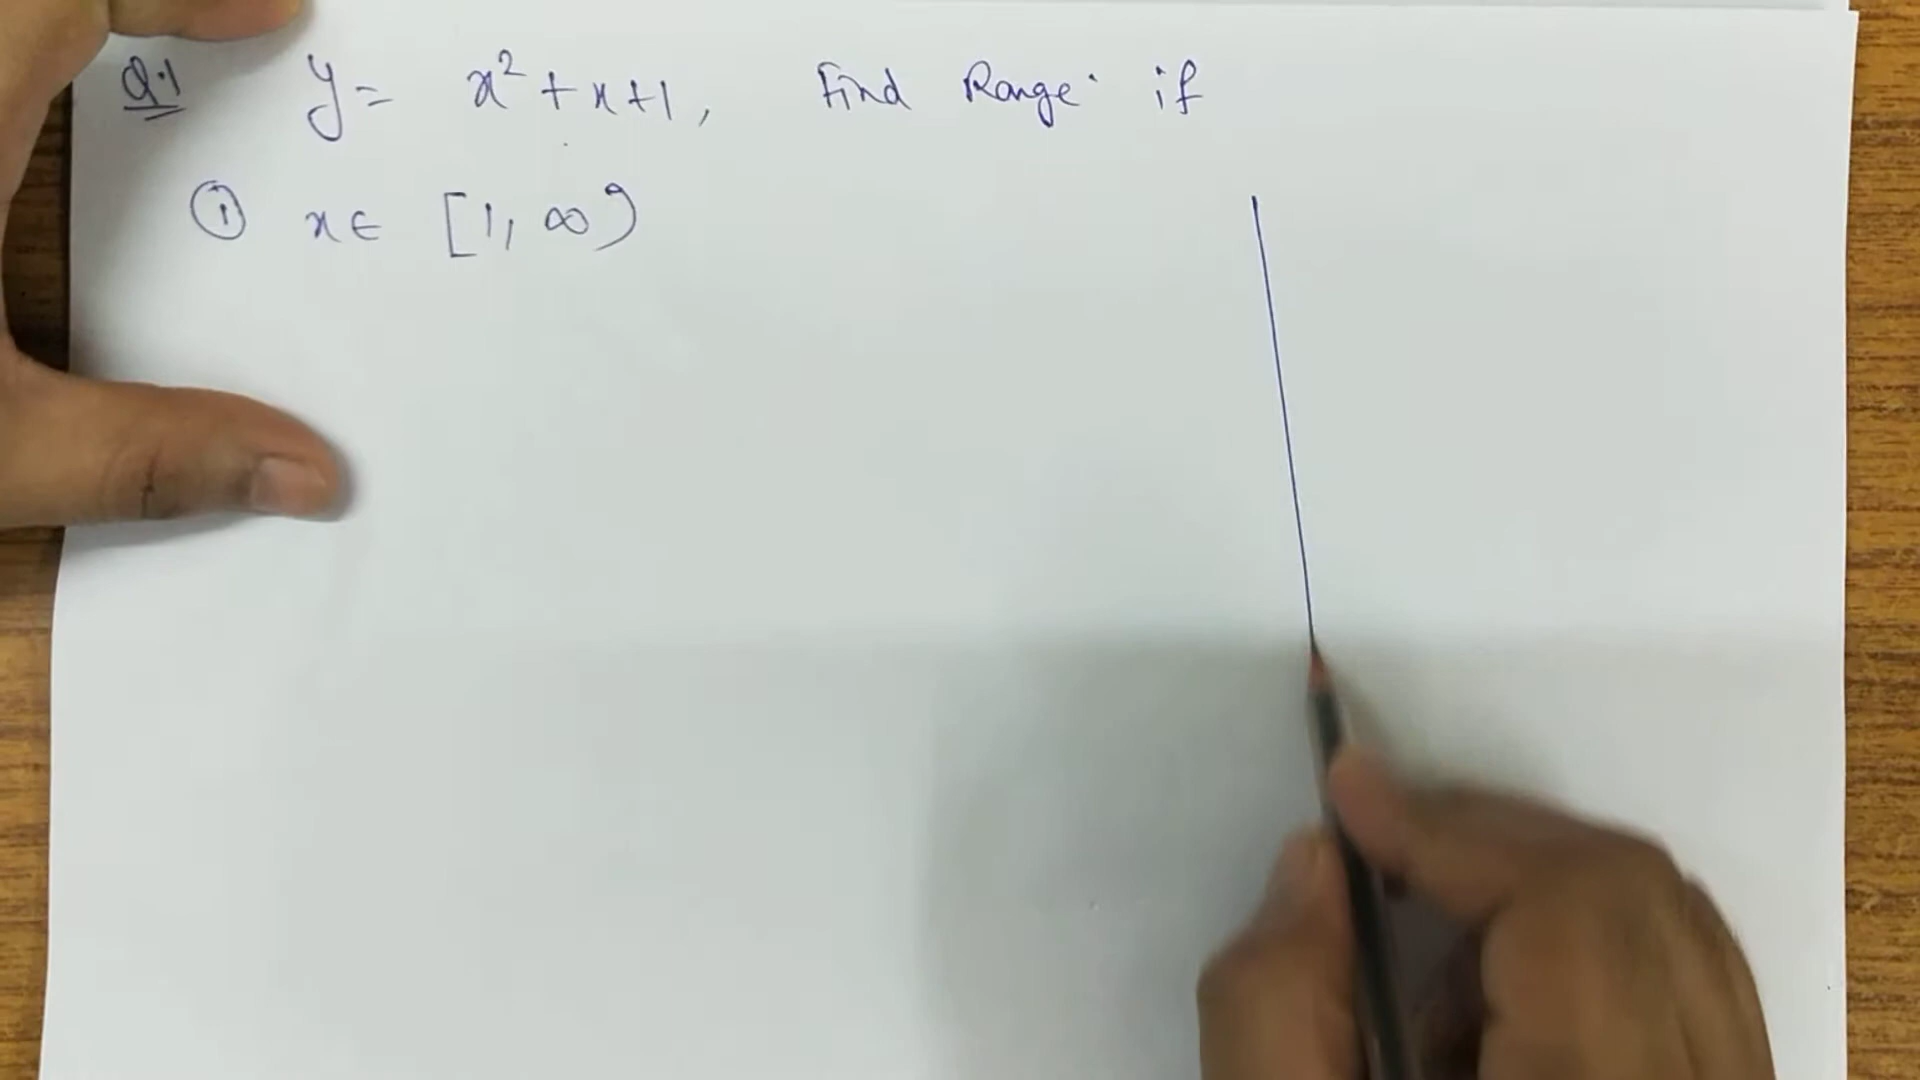 Q.1 y = x² + x + 1, Find Range if
① x ∈ [1, ∞)